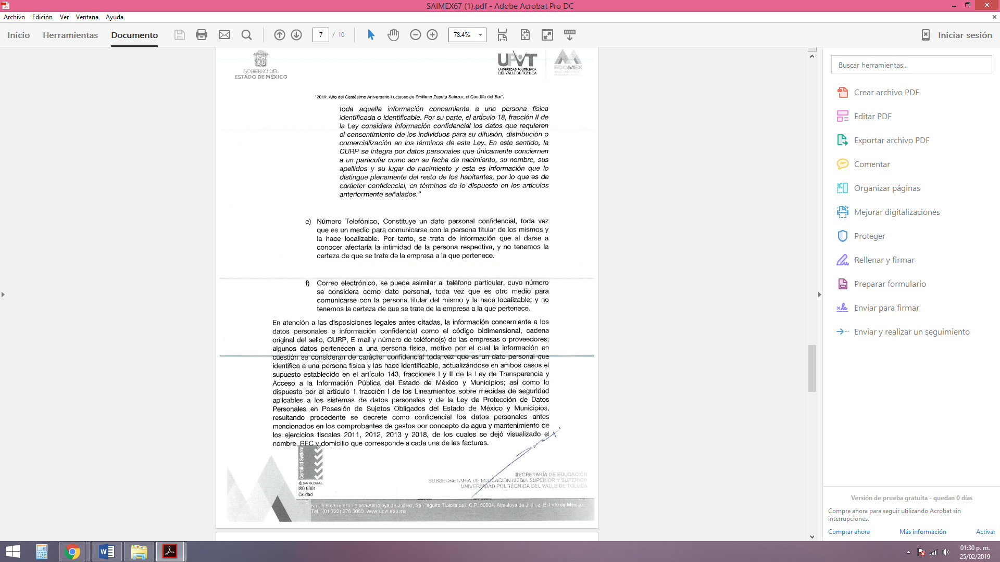 SAIMEX67 (1).pdf - Adobe Acrobat Pro DC
Archivo Edición Ver Ventana Ayuda
Inicio Herramientas Documento 7 / 10 78.4% Iniciar sesión
GOBIERNO DEL
ESTADO DE MÉXICO
UPVT
UNIVERSIDAD POLITÉCNICA
DEL VALLE DE TOLUCA
EDOMÉX
"2019, Año del Centésimo Aniversario Luctuoso de Emiliano Zapata Salazar, el Caudillo del Sur".
toda aquella información concerniente a una persona física
identificada o identificable. Por su parte, el artículo 18, fracción II de
la Ley considera información confidencial los datos que requieren
el consentimiento de los individuos para su difusión, distribución o
comercialización en los términos de esta Ley. En este sentido, la
CURP se integra por datos personales que únicamente conciernen
a un particular como son su fecha de nacimiento, su nombre, sus
apellidos y su lugar de nacimiento y esta es información que lo
distingue plenamente del resto de los habitantes, por lo que es de
carácter confidencial, en términos de lo dispuesto en los artículos
anteriormente señalados."
e) Número Telefónico, Constituye un dato personal confidencial, toda vez
que es un medio para comunicarse con la persona titular de los mismos y
la hace localizable. Por tanto, se trata de información que al darse a
conocer afectaría la intimidad de la persona respectiva, y no tenemos la
certeza de que se trate de la empresa a la que pertenece.
f) Correo electrónico, se puede asimilar al teléfono particular, cuyo número
se considera como dato personal, toda vez que es otro medio para
comunicarse con la persona titular del mismo y la hace localizable; y no
tenemos la certeza de que se trate de la empresa a la que pertenece.
En atención a las disposiciones legales antes citadas, la información concerniente a los
datos personales e información confidencial como el código bidimensional, cadena
original del sello, CURP, E-mail y número de teléfono(s) de las empresas o proveedores;
algunos datos pertenecen a una persona física, motivo por el cual la información en
cuestión se consideran de carácter confidencial toda vez que es un dato personal que
identifica a una persona física y las hace identificable, actualizándose en ambos casos el
supuesto establecido en el artículo 143, fracciones I y II de la Ley de Transparencia y
Acceso a la Información Pública del Estado de México y Municipios; así como lo
dispuesto por el artículo 1 fracción I de los Lineamientos sobre medidas de seguridad
aplicables a los sistemas de datos personales y de la Ley de Protección de Datos
Personales en Posesión de Sujetos Obligados del Estado de México y Municipios,
resultando procedente se decrete como confidencial los datos personales antes
mencionados en los comprobantes de gastos por concepto de agua y mantenimiento de
los ejercicios fiscales 2011, 2012, 2013 y 2018, de los cuales se dejó visualizado el
nombre, RFC y domicilio que corresponde a cada una de las facturas.
Certified System
SAI GLOBAL
ISO 9001
Calidad
SECRETARÍA DE EDUCACIÓN
SUBSECRETARÍA DE EDUCACIÓN MEDIA SUPERIOR Y SUPERIOR
UNIVERSIDAD POLITÉCNICA DEL VALLE DE TOLUCA
Km. 5.6 carretera Toluca-Almoloya de Juárez, Santiaguito Tlalcilalcali, C.P. 50904, Almoloya de Juárez, Estado de México.
Tel.: (01 722) 276 6060 www.upvt.edu.mx
Buscar herramientas...
Crear archivo PDF
Editar PDF
Exportar archivo PDF
Comentar
Organizar páginas
Mejorar digitalizaciones
Proteger
Rellenar y firmar
Preparar formulario
Enviar para firmar
Enviar y realizar un seguimiento
Versión de prueba gratuita - quedan 0 días
Compre ahora para seguir utilizando Acrobat sin
interrupciones.
Comprar ahora Más información Activar
01:30 p. m.
25/02/2019